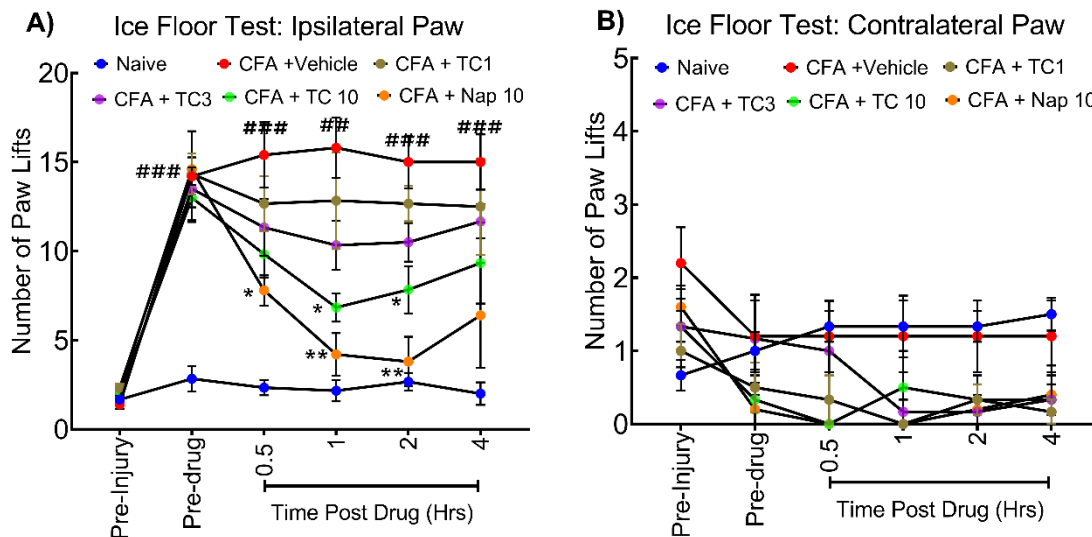 A) Ice Floor Test: Ipsilateral Paw
Naive CFA +Vehicle CFA + TC1
CFA + TC3 CFA + TC 10 CFA + Nap 10
Number of Paw Lifts
20
15
10
5
0
###
###
##
###
###
*
*
*
**
**
Pre-Injury
Pre-drug
0.5
1
2
4
Time Post Drug (Hrs)
B) Ice Floor Test: Contralateral Paw
Naive CFA +Vehicle CFA + TC1
CFA + TC3 CFA + TC 10 CFA + Nap 10
Number of Paw Lifts
5
4
3
2
1
0
Pre-Injury
Pre-drug
0.5
1
2
4
Time Post Drug (Hrs)